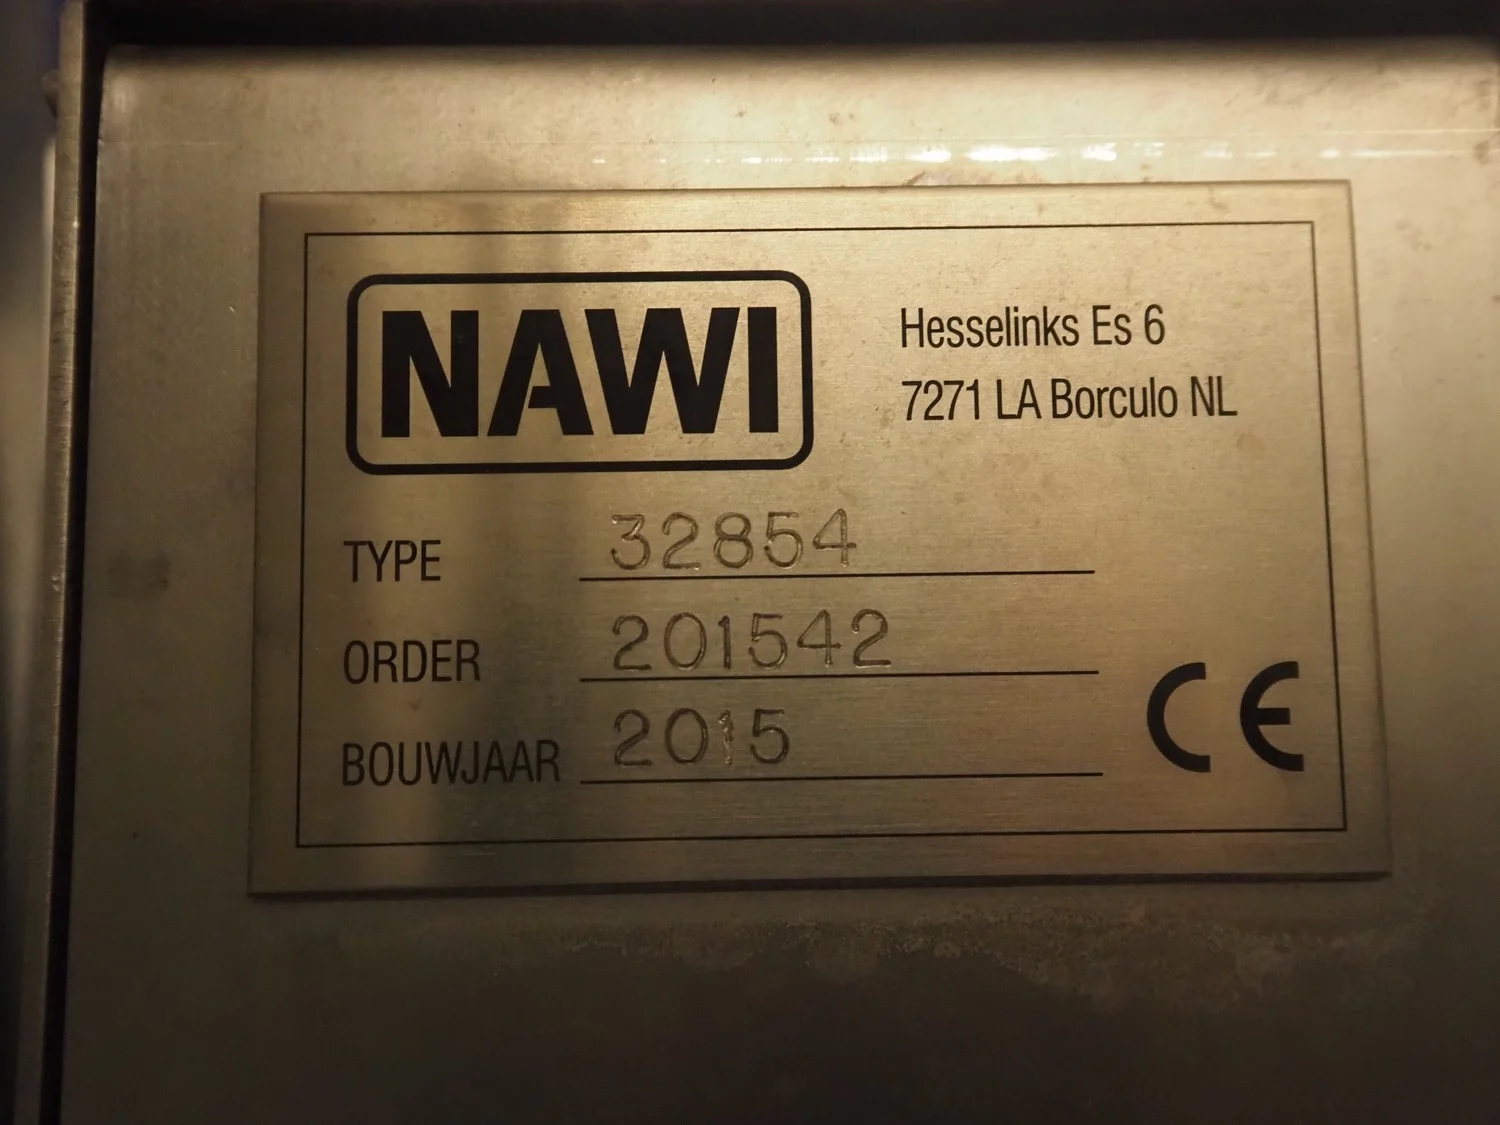 NAWI
Hesselinks Es 6
7271 LA Borculo NL
TYPE 32854
ORDER 201542
BOUWJAAR 2015
CE